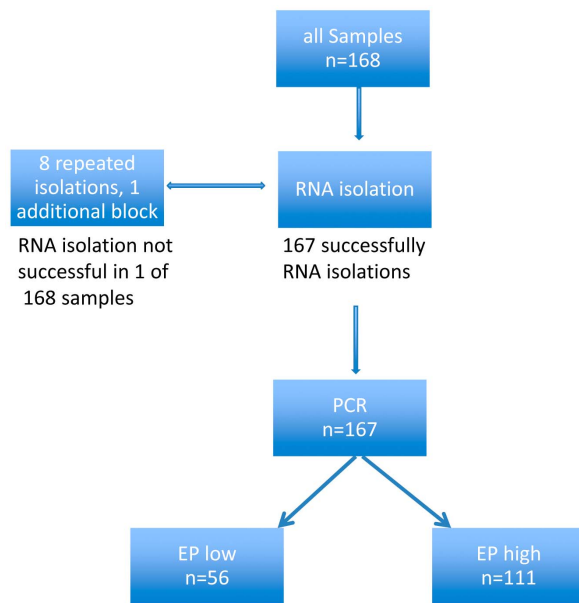 all Samples
n=168
8 repeated
isolations, 1
additional block
RNA isolation
RNA isolation not
successful in 1 of
168 samples
167 successfully
RNA isolations
PCR
n=167
EP low
n=56
EP high
n=111